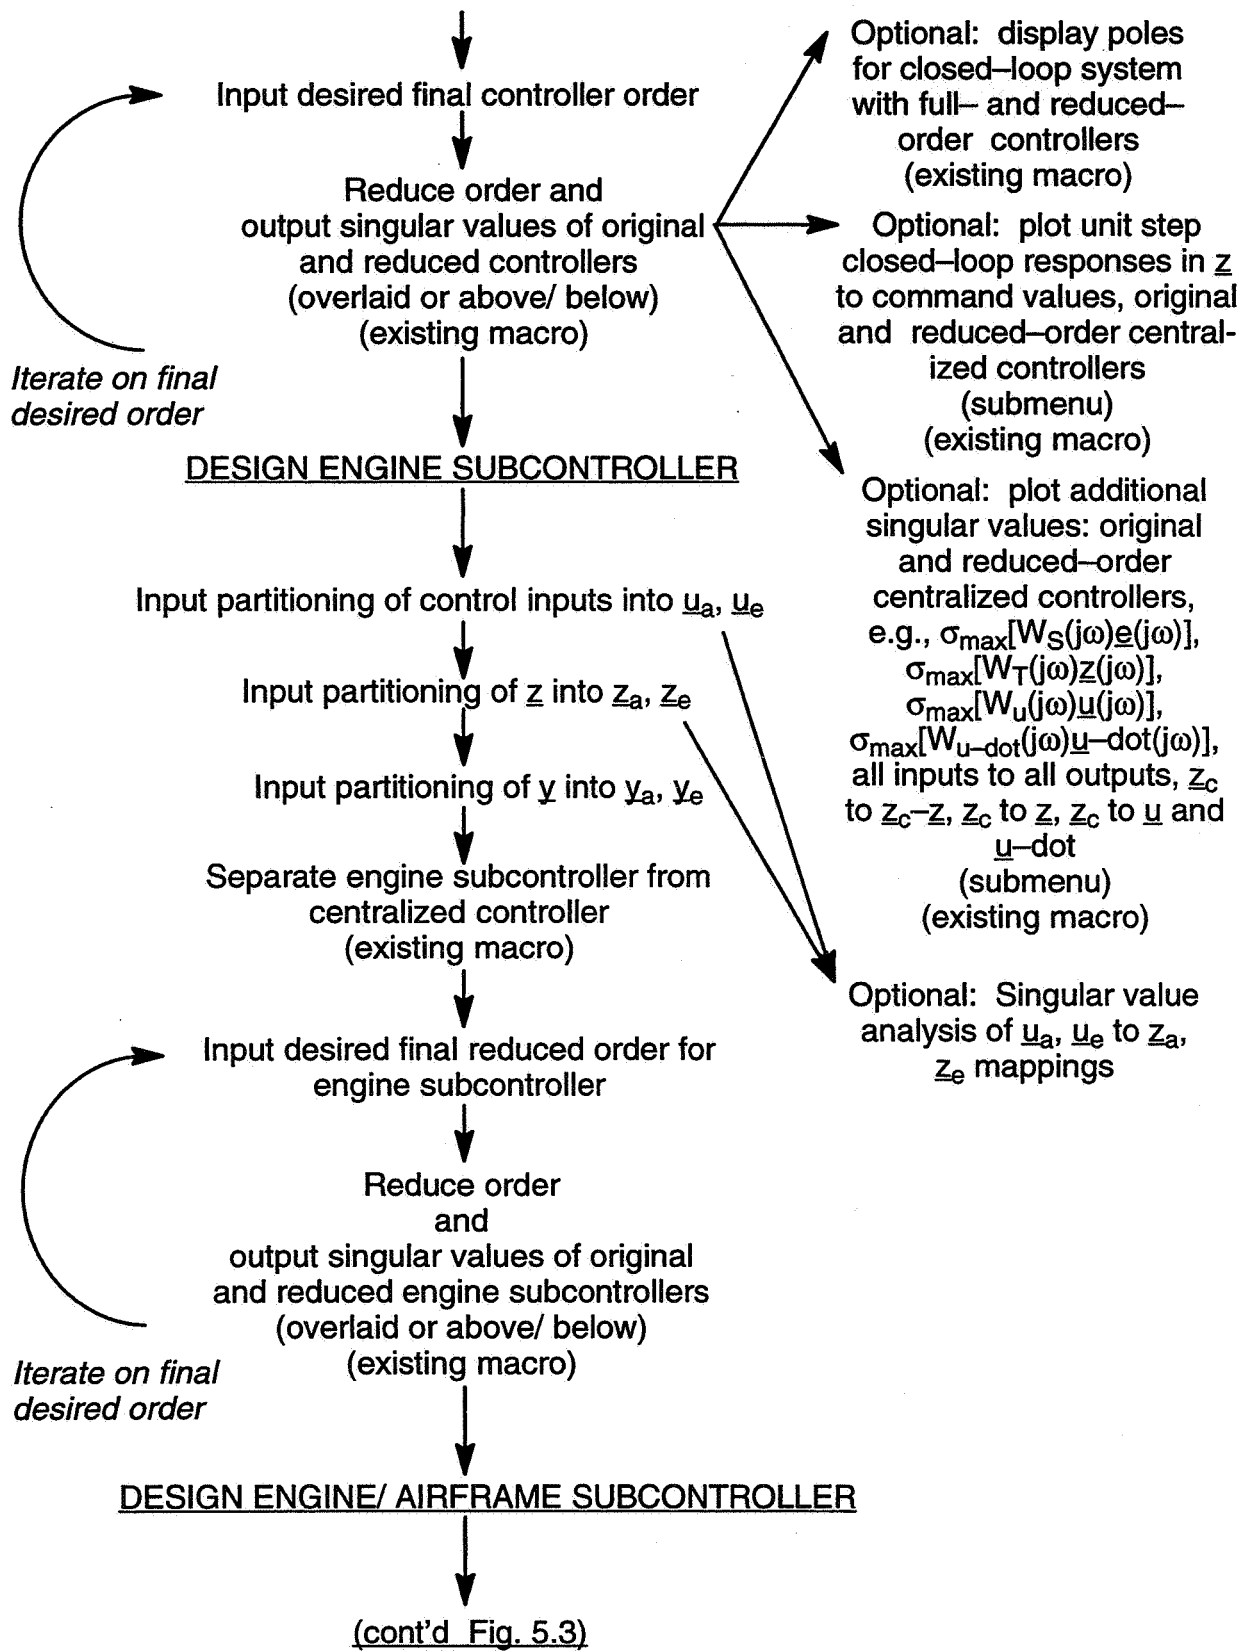 Input desired final controller order
Reduce order and
output singular values of original
and reduced controllers
(overlaid or above/ below)
(existing macro)
Iterate on final
desired order
Optional:  display poles
for closed–loop system
with full– and reduced–
order  controllers
(existing macro)
Optional:  plot unit step
closed–loop responses in z
to command values, original
and  reduced–order central-
ized controllers
(submenu)
(existing macro)
Optional:  plot additional
singular values: original
and reduced–order
centralized controllers,
e.g., σmax[WS(jω)e(jω)],
σmax[WT(jω)z(jω)],
σmax[Wu(jω)u(jω)],
σmax[Wu–dot(jω)u–dot(jω)],
all inputs to all outputs, zc
to zc–z, zc to z, zc to u and
u–dot
(submenu)
(existing macro)
DESIGN ENGINE SUBCONTROLLER
Input partitioning of control inputs into ua, ue
Input partitioning of z into za, ze
Input partitioning of y into ya, ye
Separate engine subcontroller from
centralized controller
(existing macro)
Optional:  Singular value
analysis of ua, ue to za,
ze mappings
Input desired final reduced order for
engine subcontroller
Reduce order
and
output singular values of original
and reduced engine subcontrollers
(overlaid or above/ below)
(existing macro)
Iterate on final
desired order
DESIGN ENGINE/ AIRFRAME SUBCONTROLLER
(cont'd  Fig. 5.3)